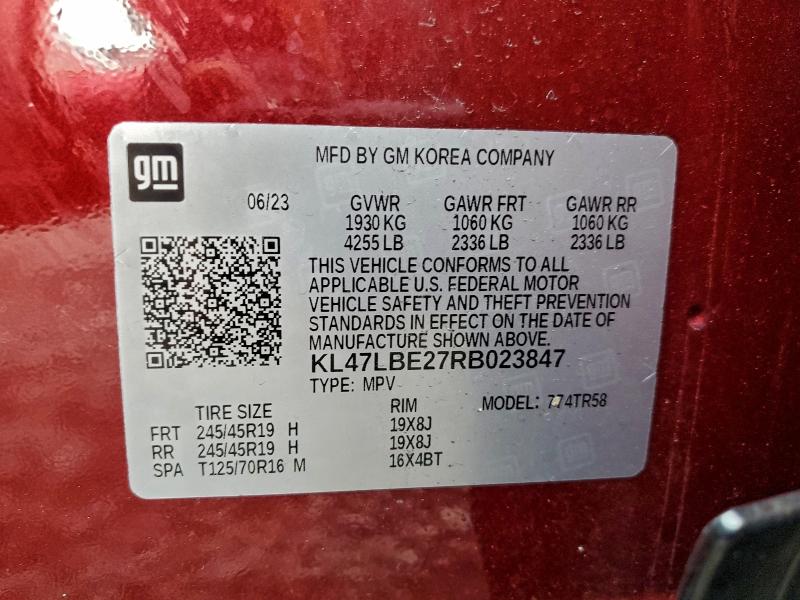 gm
MFD BY GM KOREA COMPANY
06/23 GVWR GAWR FRT GAWR RR
1930 KG 1060 KG 1060 KG
4255 LB 2336 LB 2336 LB
THIS VEHICLE CONFORMS TO ALL
APPLICABLE U.S. FEDERAL MOTOR
VEHICLE SAFETY AND THEFT PREVENTION
STANDARDS IN EFFECT ON THE DATE OF
MANUFACTURE SHOWN ABOVE.
KL47LBE27RB023847
TYPE: MPV
TIRE SIZE RIM MODEL: 774TR58
FRT 245/45R19 H 19X8J
RR 245/45R19 H 19X8J
SPA T125/70R16 M 16X4BT